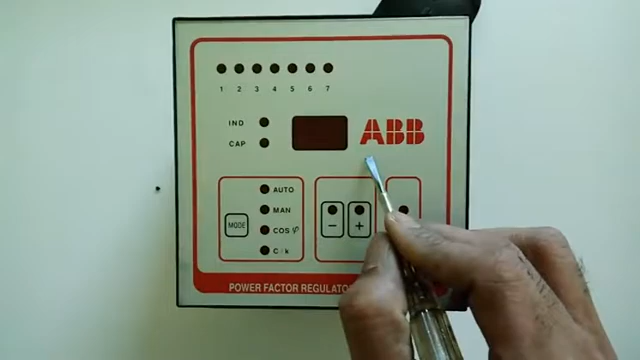 1 2 3 4 5 6 7
IND
ABB
CAP
AUTO
MAN
MODE
COS φ
C/k
− +
POWER FACTOR REGULATOR